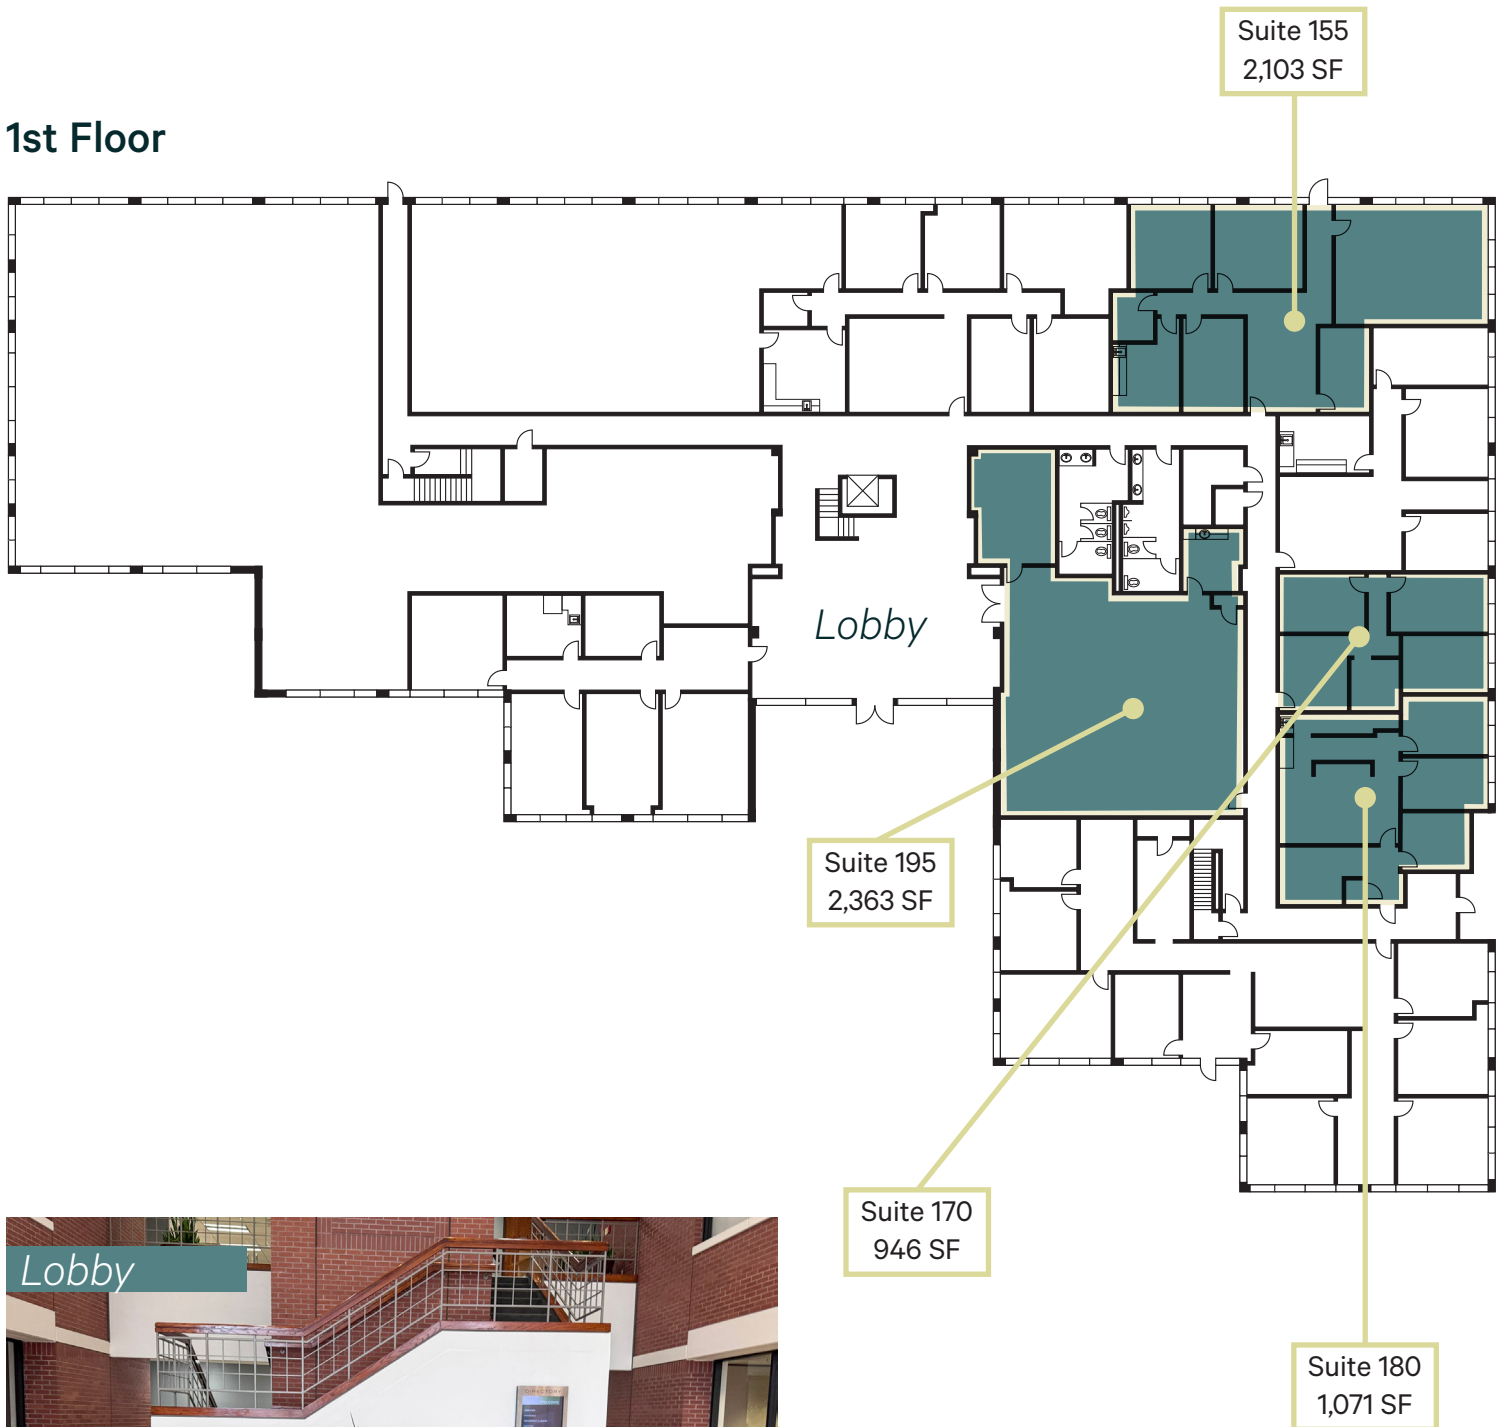 Suite 155
2,103 SF
1st Floor
Lobby
Suite 195
2,363 SF
Suite 170
946 SF
Lobby
Suite 180
1,071 SF
DIRECTORY